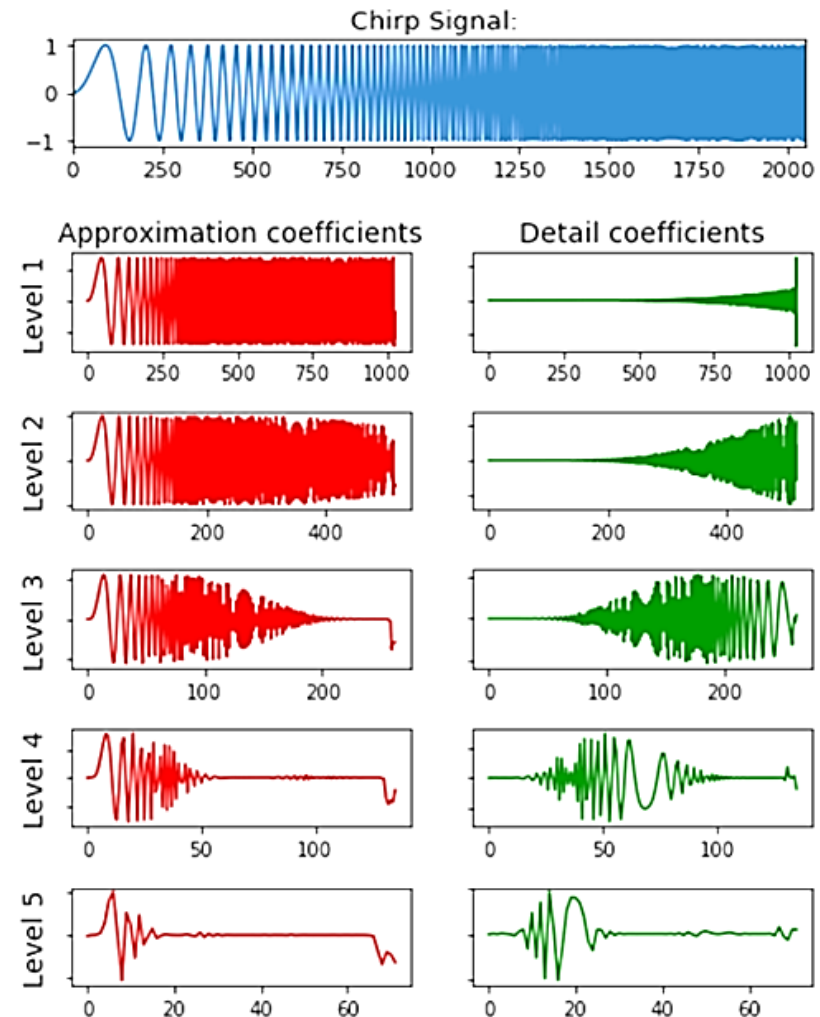 Chirp Signal:
1
0
−1
0 250 500 750 1000 1250 1500 1750 2000
Approximation coefficients Detail coefficients
Level 1
0 250 500 750 1000 0 250 500 750 1000
Level 2
0 200 400 0 200 400
Level 3
0 100 200 0 100 200
Level 4
0 50 100 0 50 100
Level 5
0 20 40 60 0 20 40 60